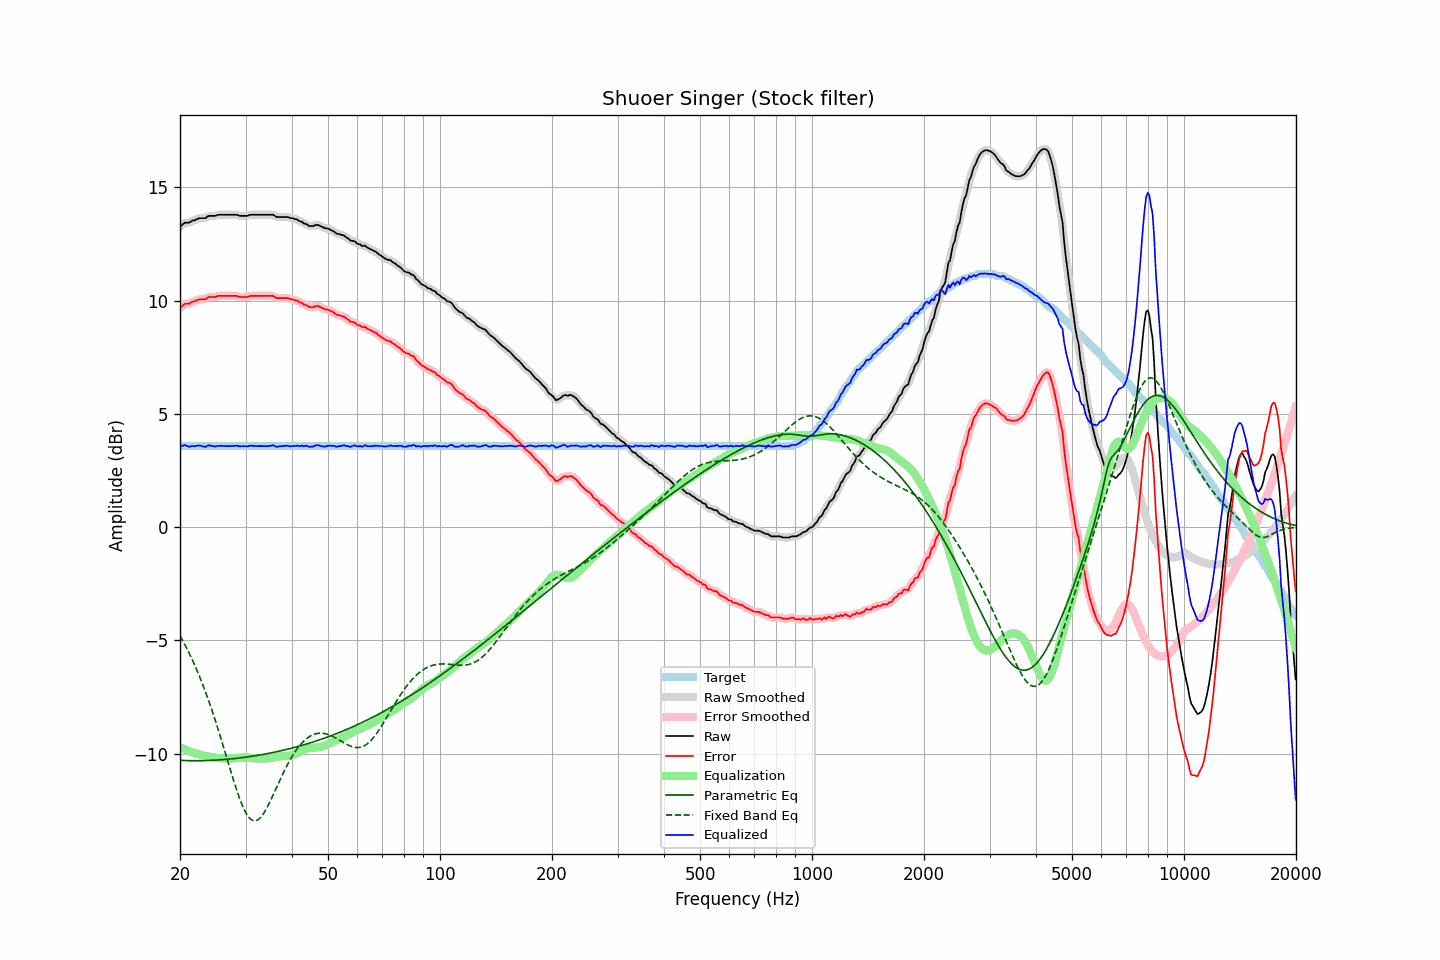 Shuoer Singer (Stock filter)
Amplitude (dBr)
15
10
5
0
−5
−10
20
50
100
200
500
1000
2000
5000
10000
20000
Frequency (Hz)
Target
Raw Smoothed
Error Smoothed
Raw
Error
Equalization
Parametric Eq
Fixed Band Eq
Equalized